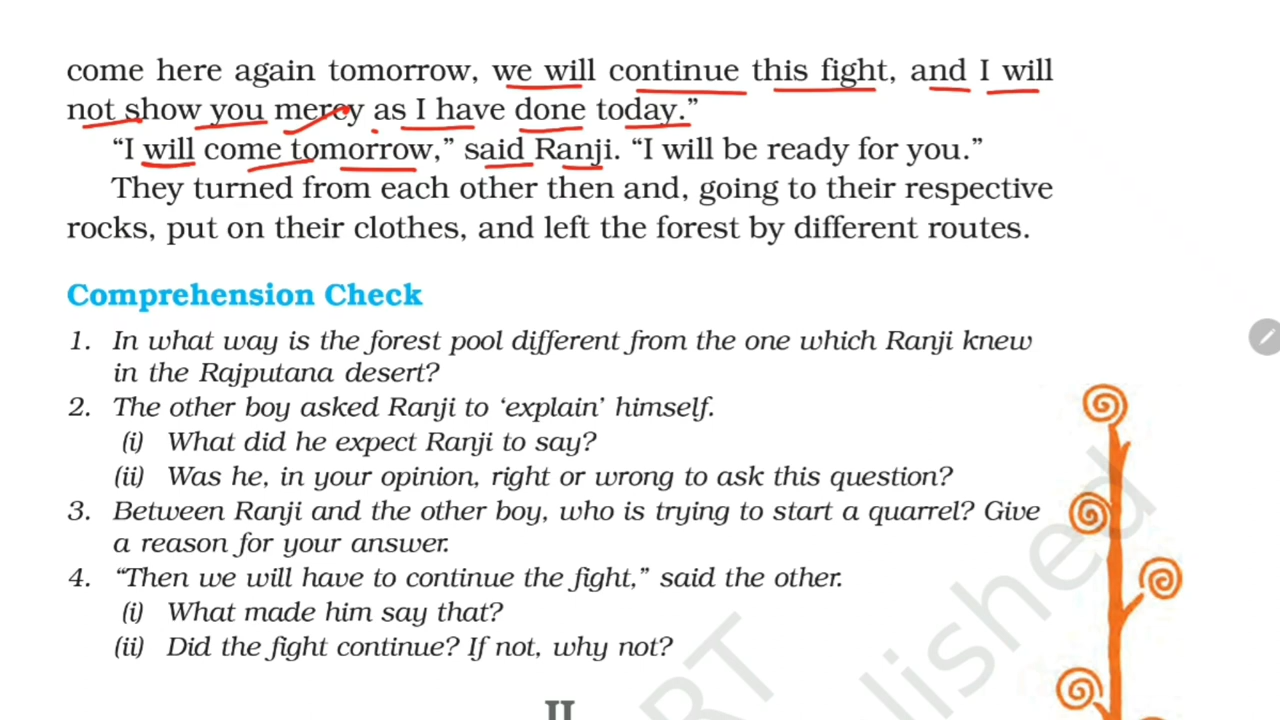 come here again tomorrow, we will continue this fight, and I will
not show you mercy as I have done today.”
“I will come tomorrow,” said Ranji. “I will be ready for you.”
They turned from each other then and, going to their respective
rocks, put on their clothes, and left the forest by different routes.
Comprehension Check
1. In what way is the forest pool different from the one which Ranji knew
in the Rajputana desert?
2. The other boy asked Ranji to ‘explain’ himself.
(i) What did he expect Ranji to say?
(ii) Was he, in your opinion, right or wrong to ask this question?
3. Between Ranji and the other boy, who is trying to start a quarrel? Give
a reason for your answer.
4. “Then we will have to continue the fight,” said the other.
(i) What made him say that?
(ii) Did the fight continue? If not, why not?
II